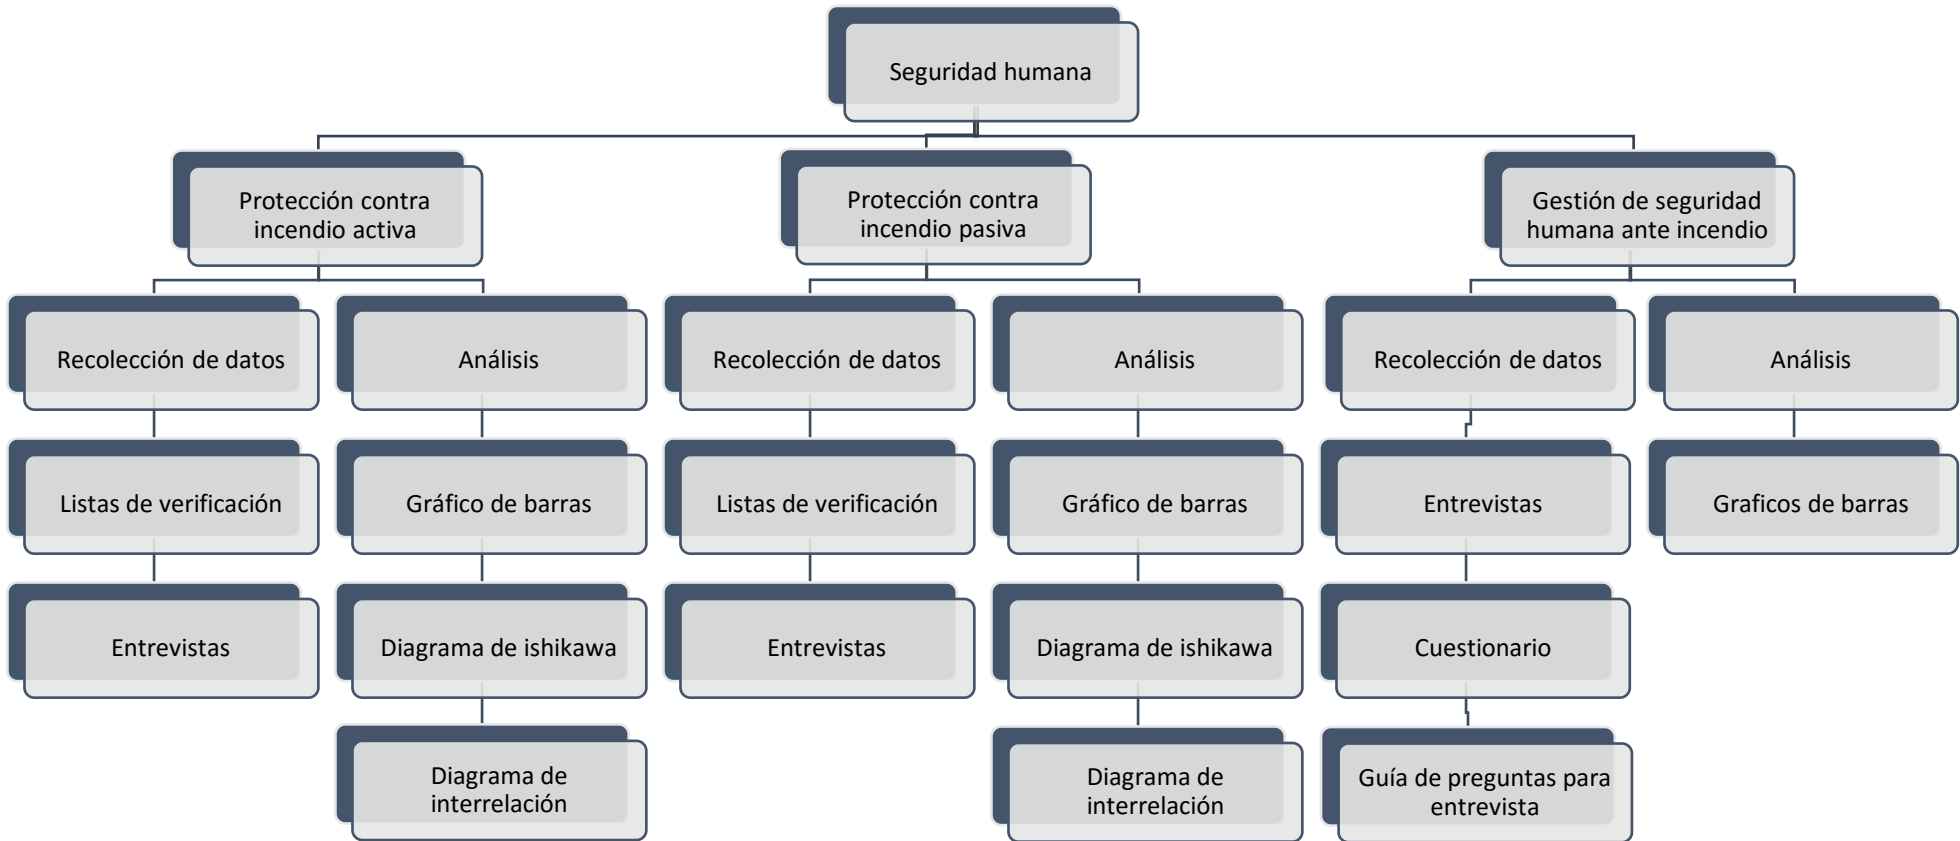 Seguridad humana
Protección contra
incendio activa
Protección contra
incendio pasiva
Gestión de seguridad
humana ante incendio
Recolección de datos
Análisis
Recolección de datos
Análisis
Recolección de datos
Análisis
Listas de verificación
Gráfico de barras
Listas de verificación
Gráfico de barras
Entrevistas
Graficos de barras
Entrevistas
Diagrama de ishikawa
Entrevistas
Diagrama de ishikawa
Cuestionario
Diagrama de
interrelación
Diagrama de
interrelación
Guía de preguntas para
entrevista